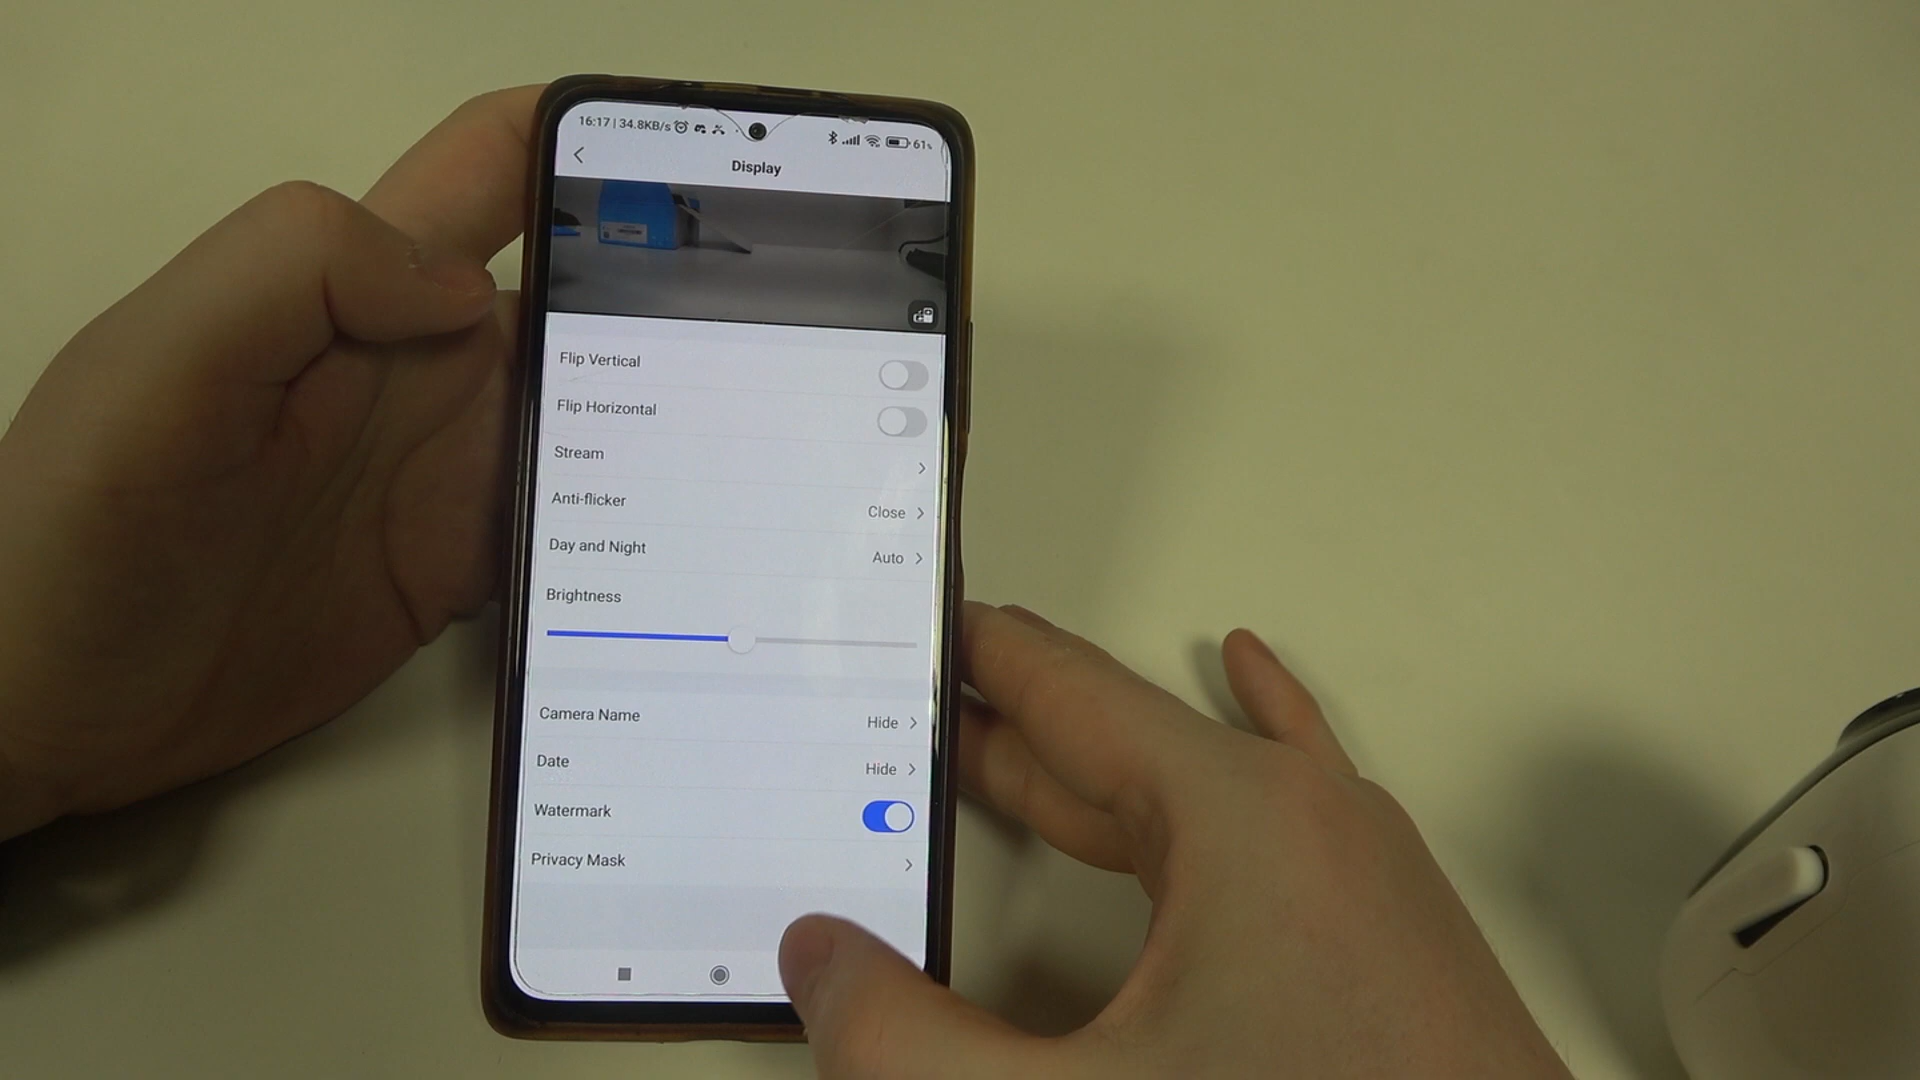 16:17 | 34.8KB/s 61%
Display
Flip Vertical
Flip Horizontal
Stream
Anti-flicker Close
Day and Night Auto
Brightness
Camera Name Hide
Date Hide
Watermark
Privacy Mask